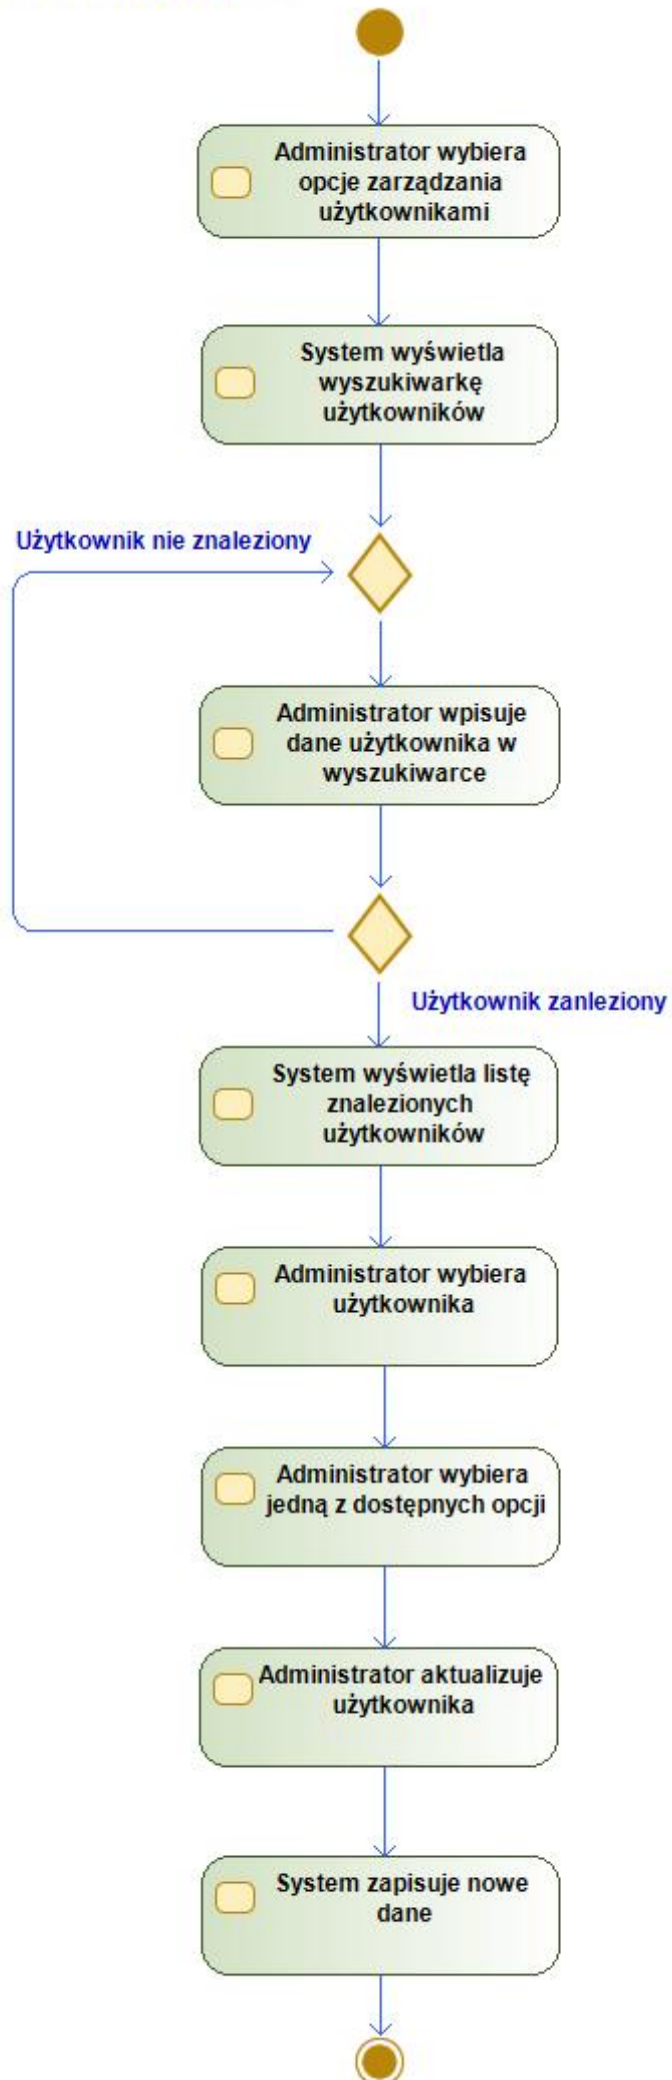 Administrator wybiera
opcje zarządzania
użytkownikami
System wyświetla
wyszukiwarkę
użytkowników
Użytkownik nie znaleziony
Administrator wpisuje
dane użytkownika w
wyszukiwarce
Użytkownik zanleziony
System wyświetla listę
znalezionych
użytkowników
Administrator wybiera
użytkownika
Administrator wybiera
jedną z dostępnych opcji
Administrator aktualizuje
użytkownika
System zapisuje nowe
dane